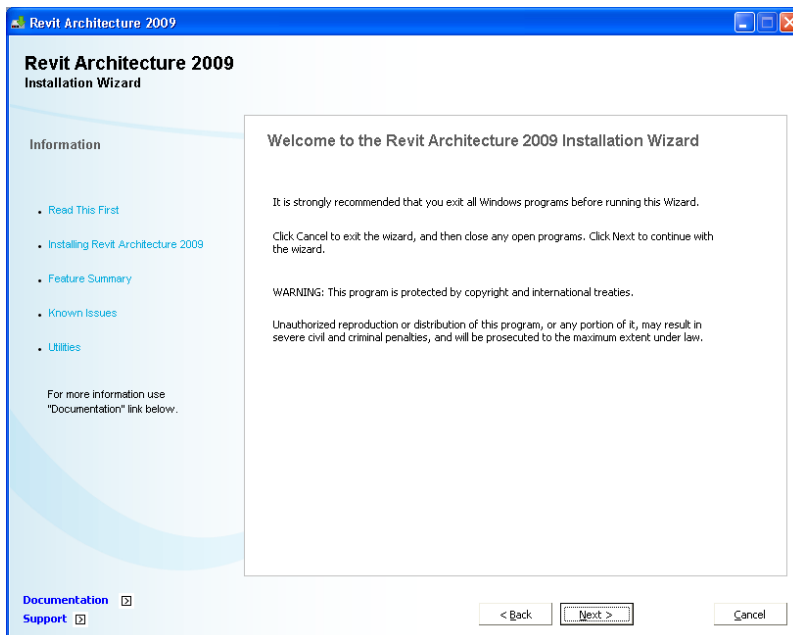 Revit Architecture 2009
Revit Architecture 2009
Installation Wizard
Information
Read This First
Installing Revit Architecture 2009
Feature Summary
Known Issues
Utilities
For more information use
"Documentation" link below.
Welcome to the Revit Architecture 2009 Installation Wizard
It is strongly recommended that you exit all Windows programs before running this Wizard.
Click Cancel to exit the wizard, and then close any open programs. Click Next to continue with
the wizard.
WARNING: This program is protected by copyright and international treaties.
Unauthorized reproduction or distribution of this program, or any portion of it, may result in
severe civil and criminal penalties, and will be prosecuted to the maximum extent under law.
Documentation
Support
< Back
Next >
Cancel